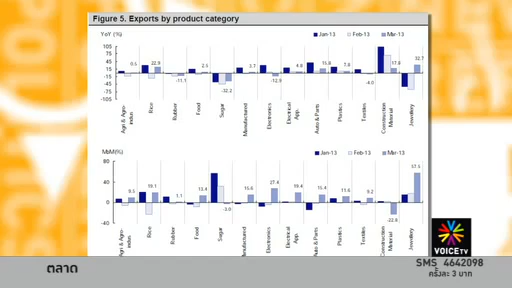 Figure 5. Exports by product category
YoY (%)
Jan-13 Feb-13 Mar-13
105
75
45
15
-15
-45
-75
-105
0.6 22.9 -11.1 2.5 -32.2 3.7 -12.9 4.8 15.8 7.8 -4.0 17.9 32.7
Agri & Agro-indus Rice Rubber Food Sugar Manufactured Electronics Electrical App. Auto & Parts Plastics Textiles Construction Material Jewellery
MoM(%)
Jan-13 Feb-13 Mar-13
80
40
0
-40
9.5 19.1 1.1 13.4 -3.0 15.6 27.4 19.4 15.4 11.6 9.2 -22.8 57.5
Agri & Agro-indus Rice Rubber Food Sugar Manufactured Electronics Electrical App. Auto & Parts Plastics Textiles Construction Material Jewellery
VOICE TV
ตลาด
SMS 4642098
ครั้งละ 3 บาท